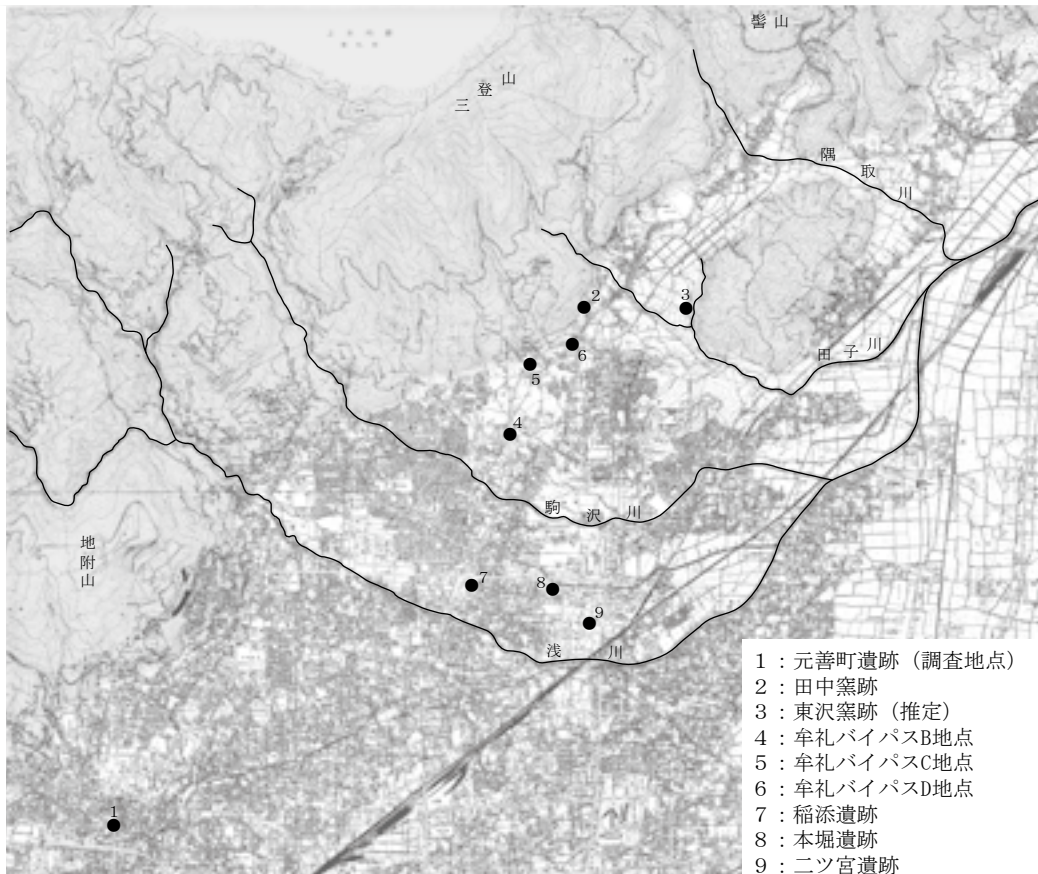 髻山
三登山
隈取川
2
3
6
田子川
5
4
駒沢川
地附山
7
8
9
浅川
1
1：元善町遺跡（調査地点）
2：田中窯跡
3：東沢窯跡（推定）
4：牟礼バイパスB地点
5：牟礼バイパスC地点
6：牟礼バイパスD地点
7：稲添遺跡
8：本堀遺跡
9：二ツ宮遺跡